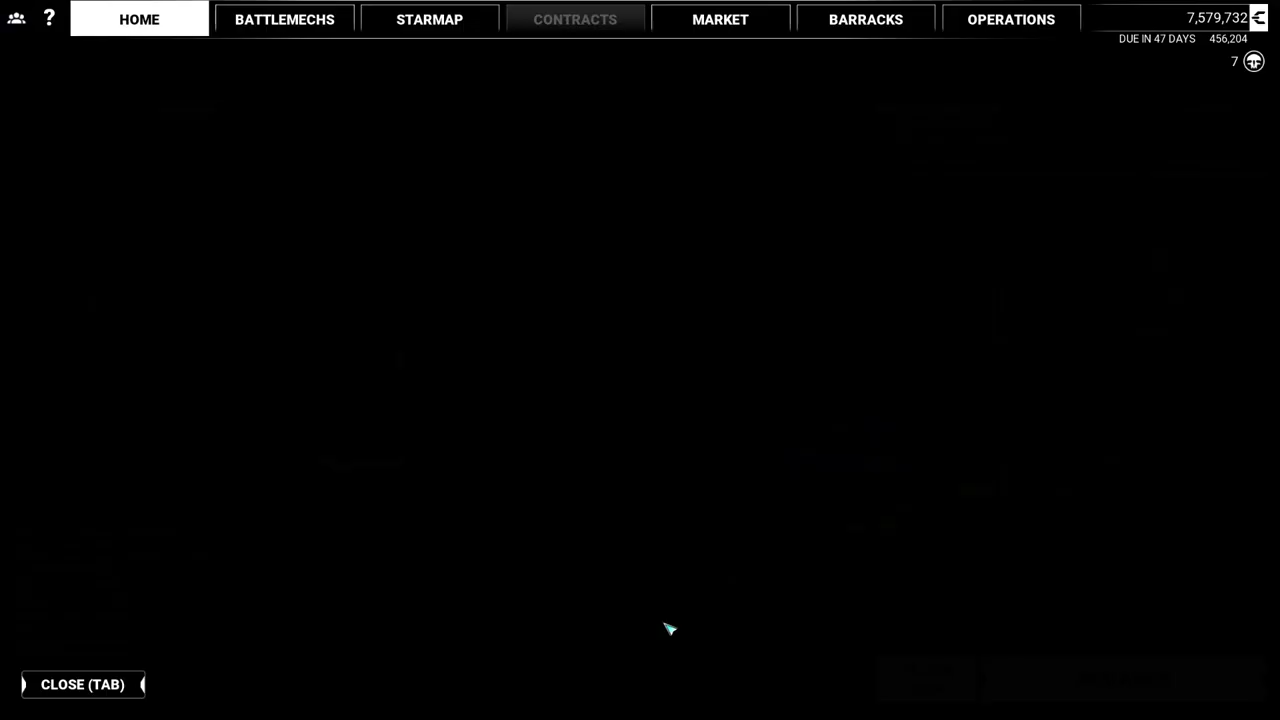 ? HOME BATTLEMECHS STARMAP CONTRACTS MARKET BARRACKS OPERATIONS 7,579,732
DUE IN 47 DAYS 456,204
7
CLOSE (TAB)